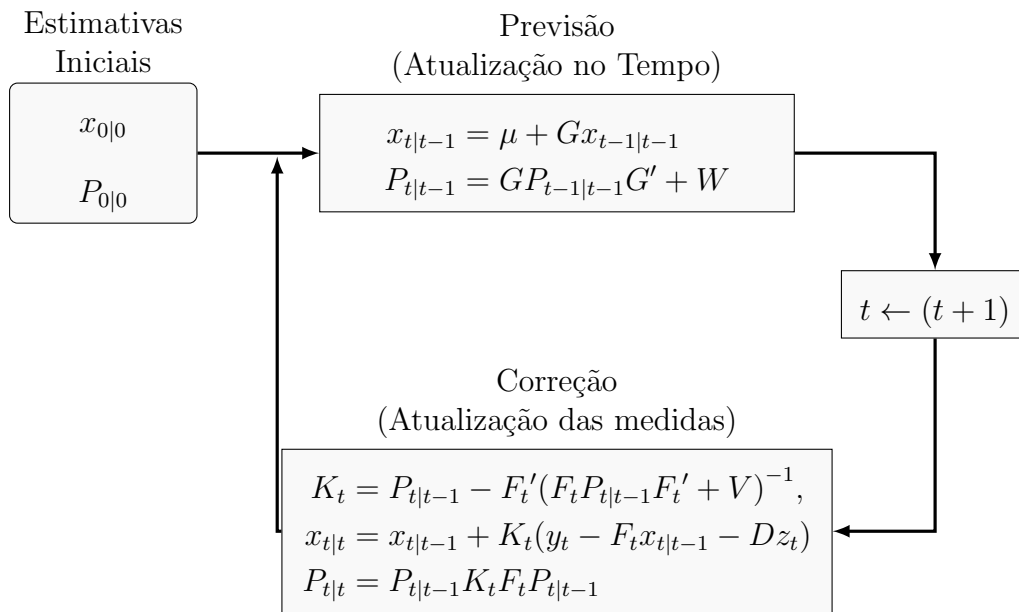 Estimativas
Iniciais
$x_{0|0}$
$P_{0|0}$
Previsão
(Atualização no Tempo)
$x_{t|t-1} = \mu + Gx_{t-1|t-1}$
$P_{t|t-1} = GP_{t-1|t-1}G' + W$
$t \leftarrow (t + 1)$
Correção
(Atualização das medidas)
$K_t = P_{t|t-1} - F_t'(F_tP_{t|t-1}F_t' + V)^{-1},$
$x_{t|t} = x_{t|t-1} + K_t(y_t - F_tx_{t|t-1} - Dz_t)$
$P_{t|t} = P_{t|t-1}K_tF_tP_{t|t-1}$